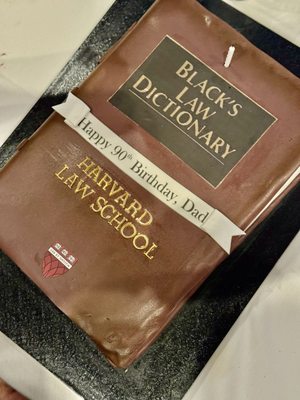 BLACK'S
LAW
DICTIONARY
Happy 90th Birthday, Dad
HARVARD
LAW SCHOOL